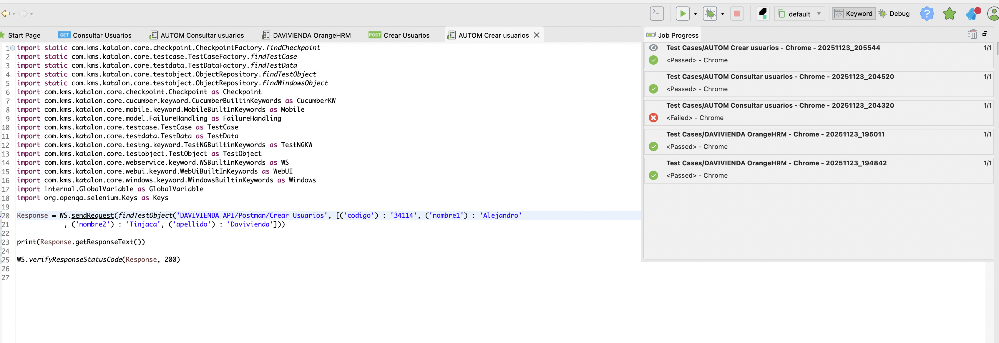 default
Keyword
Debug
Start Page
GET Consultar Usuarios
AUTOM Consultar usuarios
DAVIVIENDA OrangeHRM
POST Crear Usuarios
AUTOM Crear usuarios
1 import static com.kms.katalon.core.checkpoint.CheckpointFactory.findCheckpoint
2 import static com.kms.katalon.core.testcase.TestCaseFactory.findTestCase
3 import static com.kms.katalon.core.testdata.TestDataFactory.findTestData
4 import static com.kms.katalon.core.testobject.ObjectRepository.findTestObject
5 import static com.kms.katalon.core.testobject.ObjectRepository.findWindowsObject
6 import com.kms.katalon.core.checkpoint.Checkpoint as Checkpoint
7 import com.kms.katalon.core.cucumber.keyword.CucumberBuiltinKeywords as CucumberKW
8 import com.kms.katalon.core.mobile.keyword.MobileBuiltInKeywords as Mobile
9 import com.kms.katalon.core.model.FailureHandling as FailureHandling
10 import com.kms.katalon.core.testcase.TestCase as TestCase
11 import com.kms.katalon.core.testdata.TestData as TestData
12 import com.kms.katalon.core.testng.keyword.TestNGBuiltinKeywords as TestNGKW
13 import com.kms.katalon.core.testobject.TestObject as TestObject
14 import com.kms.katalon.core.webservice.keyword.WSBuiltInKeywords as WS
15 import com.kms.katalon.core.webui.keyword.WebUiBuiltInKeywords as WebUI
16 import com.kms.katalon.core.windows.keyword.WindowsBuiltinKeywords as Windows
17 import internal.GlobalVariable as GlobalVariable
18 import org.openqa.selenium.Keys as Keys
19
20 Response = WS.sendRequest(findTestObject('DAVIVIENDA API/Postman/Crear Usuarios', [('codigo') : '34114', ('nombre1') : 'Alejandro'
21 , ('nombre2') : 'Tinjaca', ('apellido') : 'Davivienda']))
22
23 print(Response.getResponseText())
24
25 WS.verifyResponseStatusCode(Response, 200)
26
27
Job Progress
Test Cases/AUTOM Crear usuarios - Chrome - 20251123_205544 1/1
<Passed> - Chrome
Test Cases/AUTOM Consultar usuarios - Chrome - 20251123_204520 1/1
<Passed> - Chrome
Test Cases/AUTOM Consultar usuarios - Chrome - 20251123_204320 1/1
<Failed> - Chrome
Test Cases/DAVIVIENDA OrangeHRM - Chrome - 20251123_195011 1/1
<Passed> - Chrome
Test Cases/DAVIVIENDA OrangeHRM - Chrome - 20251123_194842 1/1
<Passed> - Chrome